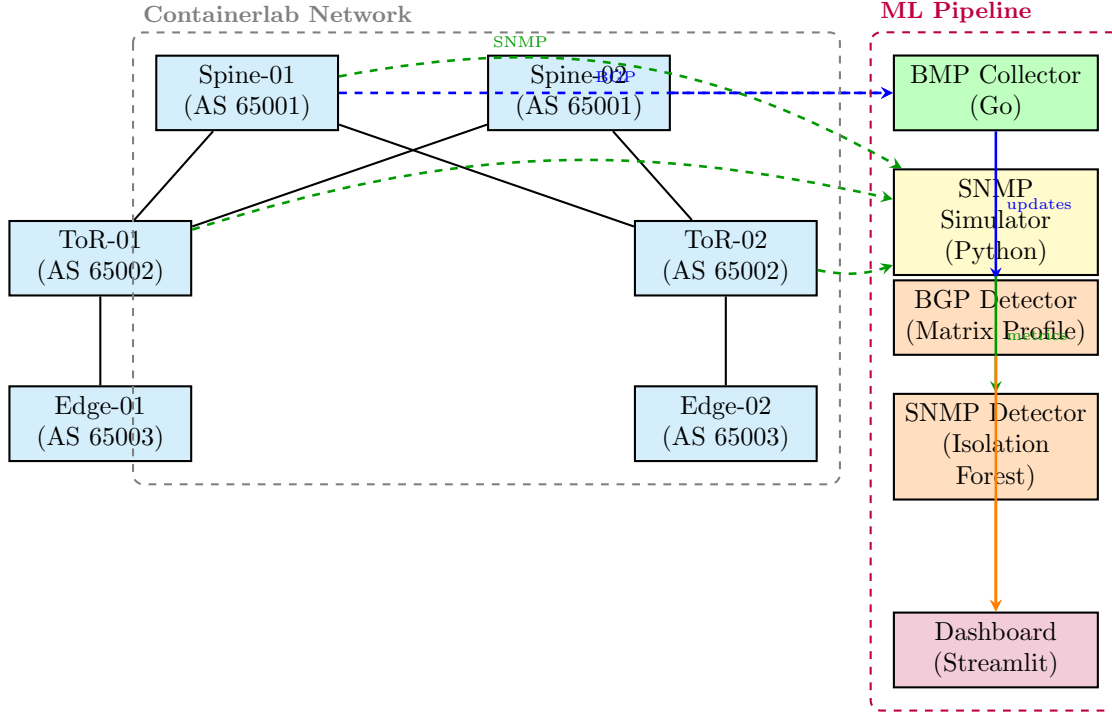 Containerlab Network
ML Pipeline
SNMP
Spine-01
(AS 65001)
Spine-02
(AS 65001)
BGP
BMP Collector
(Go)
SNMP
Simulator
(Python)
updates
ToR-01
(AS 65002)
ToR-02
(AS 65002)
BGP Detector
(Matrix Profile)
metrics
Edge-01
(AS 65003)
Edge-02
(AS 65003)
SNMP Detector
(Isolation
Forest)
Dashboard
(Streamlit)